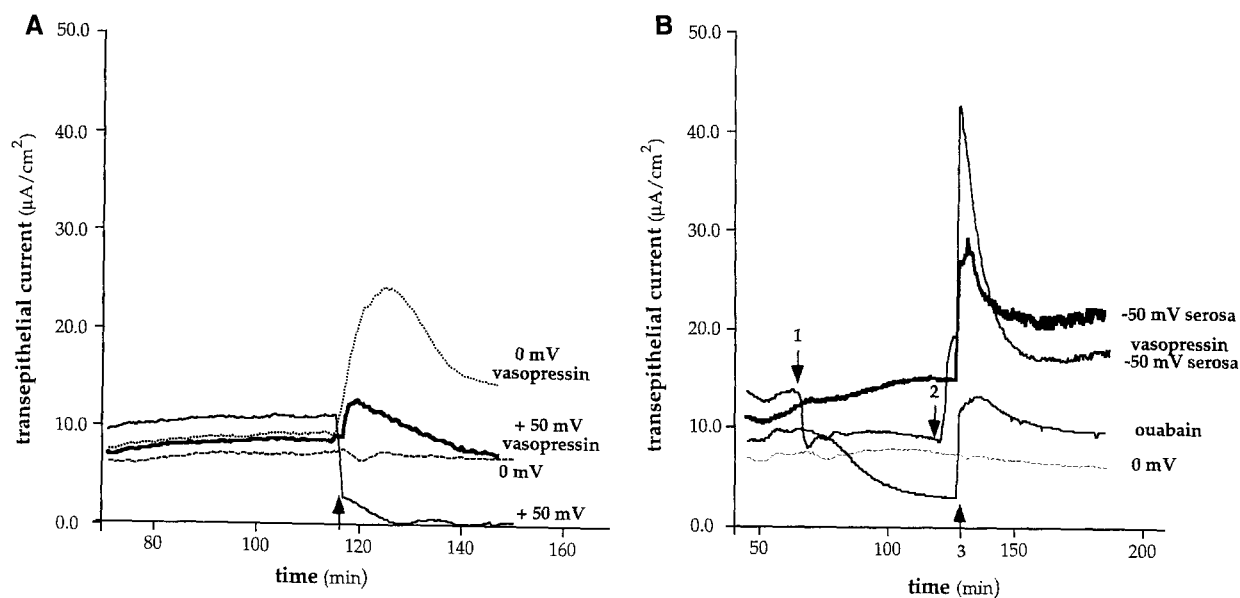 A
50.0
40.0
30.0
20.0
10.0
0.0
transepithelial current (µA/cm²)
0 mV
vasopressin
+ 50 mV
vasopressin
0 mV
+ 50 mV
80
100
120
140
160
time (min)
B
50.0
40.0
30.0
20.0
10.0
0.0
transepithelial current (µA/cm²)
1
2
-50 mV serosa
vasopressin
-50 mV serosa
ouabain
0 mV
50
100
3
150
200
time (min)